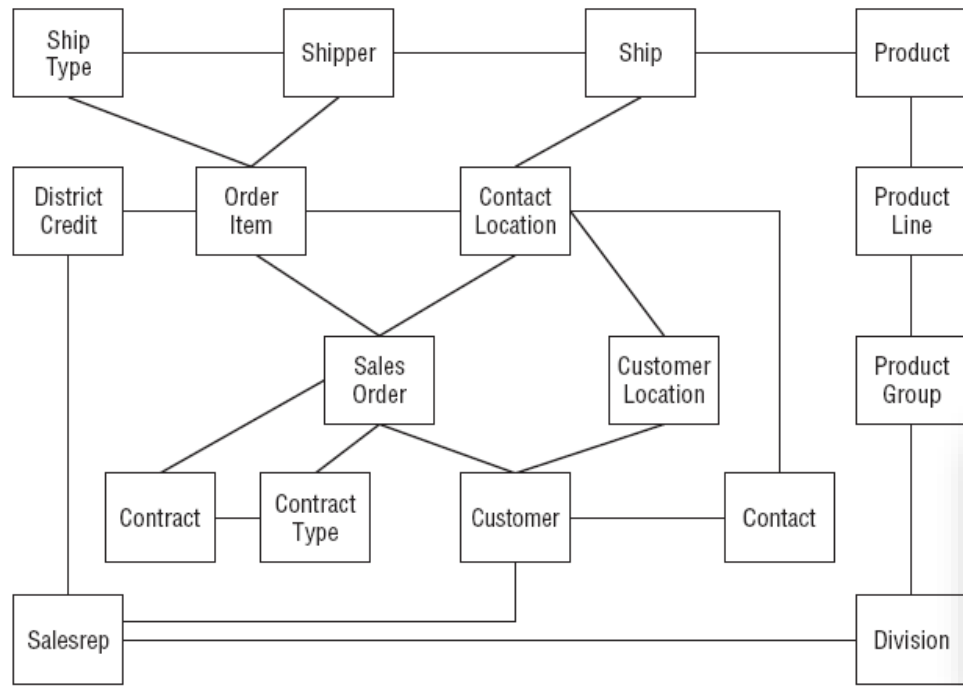 Ship
Type
Shipper
Ship
Product
District
Credit
Order
Item
Contact
Location
Product
Line
Sales
Order
Customer
Location
Product
Group
Contract
Contract
Type
Customer
Contact
Salesrep
Division